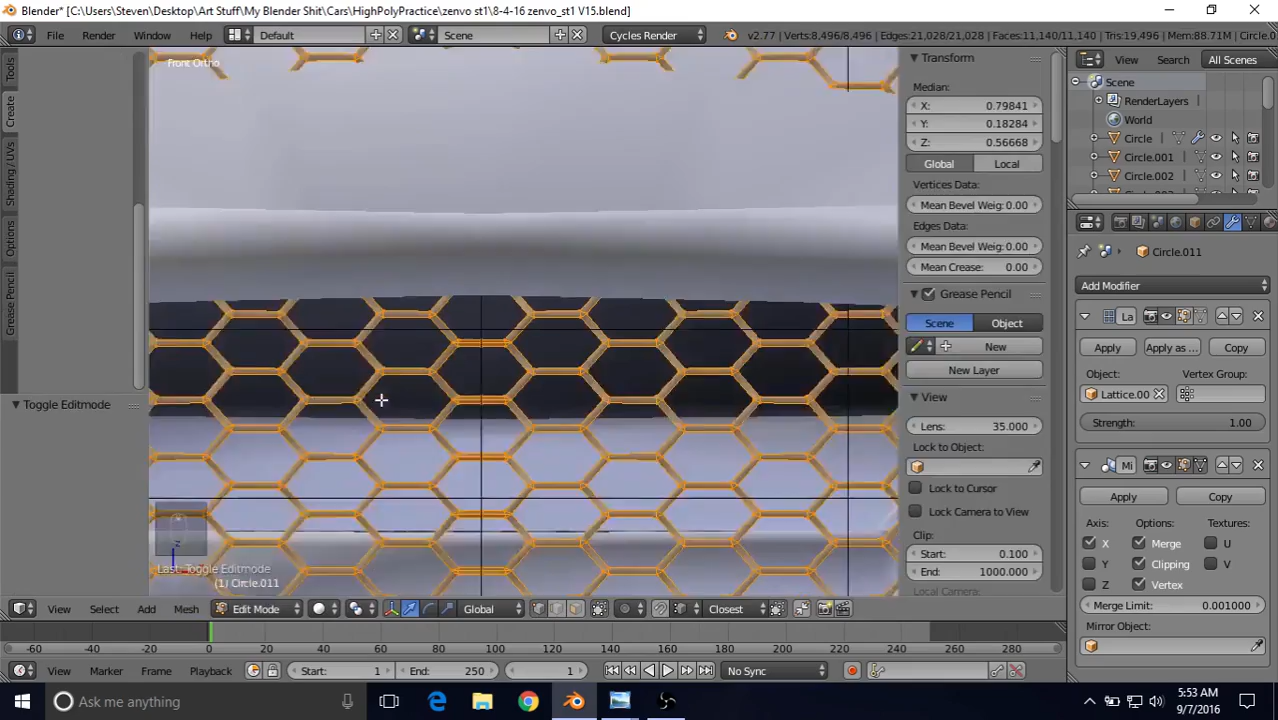 Blender* [C:\Users\Steven\Desktop\Art Stuff\My Blender Shit\Cars\HighPolyPractice\zenvo st1\8-4-16 zenvo_st1 V15.blend]
File Render Window Help Default Scene Cycles Render v2.77 | Verts:8,496/8,496 | Edges:21,028/21,028 | Faces:11,140/11,140 | Tris:19,496 | Mem:88.71M | Circle.0
Tools
Create
Shading / UVs
Options
Grease Pencil
Toggle Editmode
Front Ortho
Last: Toggle Editmode
(1) Circle.011
Transform
Median:
X: 0.79841
Y: 0.18284
Z: 0.56668
Global Local
Vertices Data:
Mean Bevel Weig: 0.00
Edges Data:
Mean Bevel Weig: 0.00
Mean Crease: 0.00
Grease Pencil
Scene Object
New
New Layer
View
Lens: 35.000
Lock to Object:
Lock to Cursor
Lock Camera to View
Clip:
Start: 0.100
End: 1000.000
Local Camera:
View Search All Scenes
Scene
RenderLayers
World
Circle
Circle.001
Circle.002
Circle.011
Add Modifier
La
Apply Apply as ... Copy
Object: Vertex Group:
Lattice.00
Strength: 1.00
Mi
Apply Copy
Axis: Options: Textures:
X Merge U
Y Clipping V
Z Vertex
Merge Limit: 0.001000
Mirror Object:
View Select Add Mesh Edit Mode Global Closest
-60 -40 -20 0 20 40 60 80 100 120 140 160 180 200 220 240 260 280
View Marker Frame Playback Start: 1 End: 250 1 No Sync
Ask me anything
5:53 AM
9/7/2016